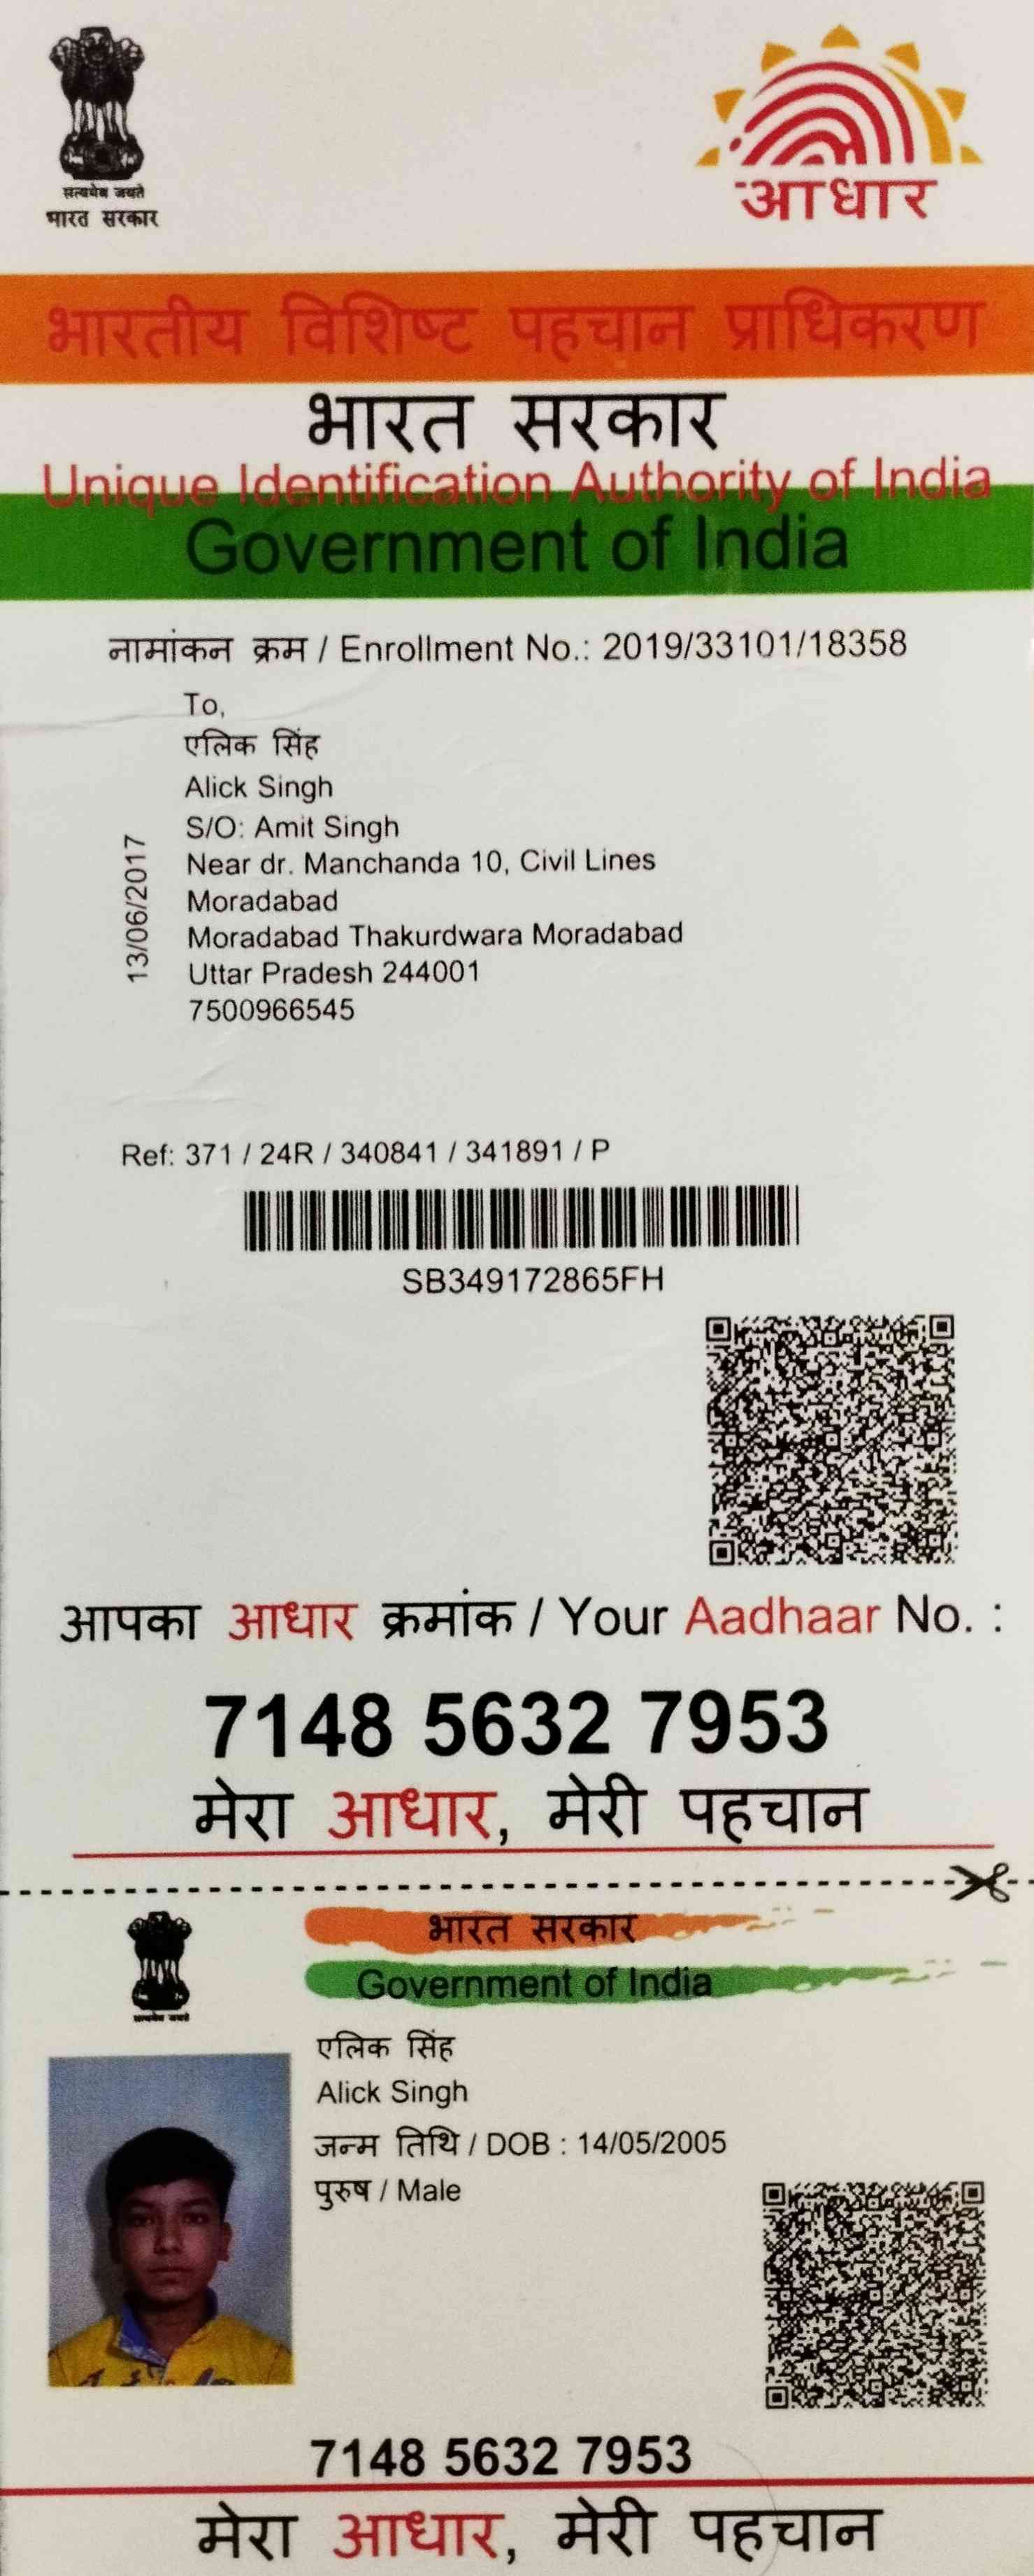 सत्यमेव जयते
भारत सरकार
आधार
भारतीय विशिष्ट पहचान प्राधिकरण
भारत सरकार
Unique Identification Authority of India
Government of India
नामांकन क्रम / Enrollment No.: 2019/33101/18358
To,
एलिक सिंह
Alick Singh
S/O: Amit Singh
Near dr. Manchanda 10, Civil Lines
Moradabad
Moradabad Thakurdwara Moradabad
Uttar Pradesh 244001
7500966545
13/06/2017
Ref: 371 / 24R / 340841 / 341891 / P
SB349172865FH
आपका आधार क्रमांक / Your Aadhaar No. :
7148 5632 7953
मेरा आधार, मेरी पहचान
भारत सरकार
Government of India
सत्यमेव जयते
एलिक सिंह
Alick Singh
जन्म तिथि / DOB : 14/05/2005
पुरुष / Male
7148 5632 7953
मेरा आधार, मेरी पहचान